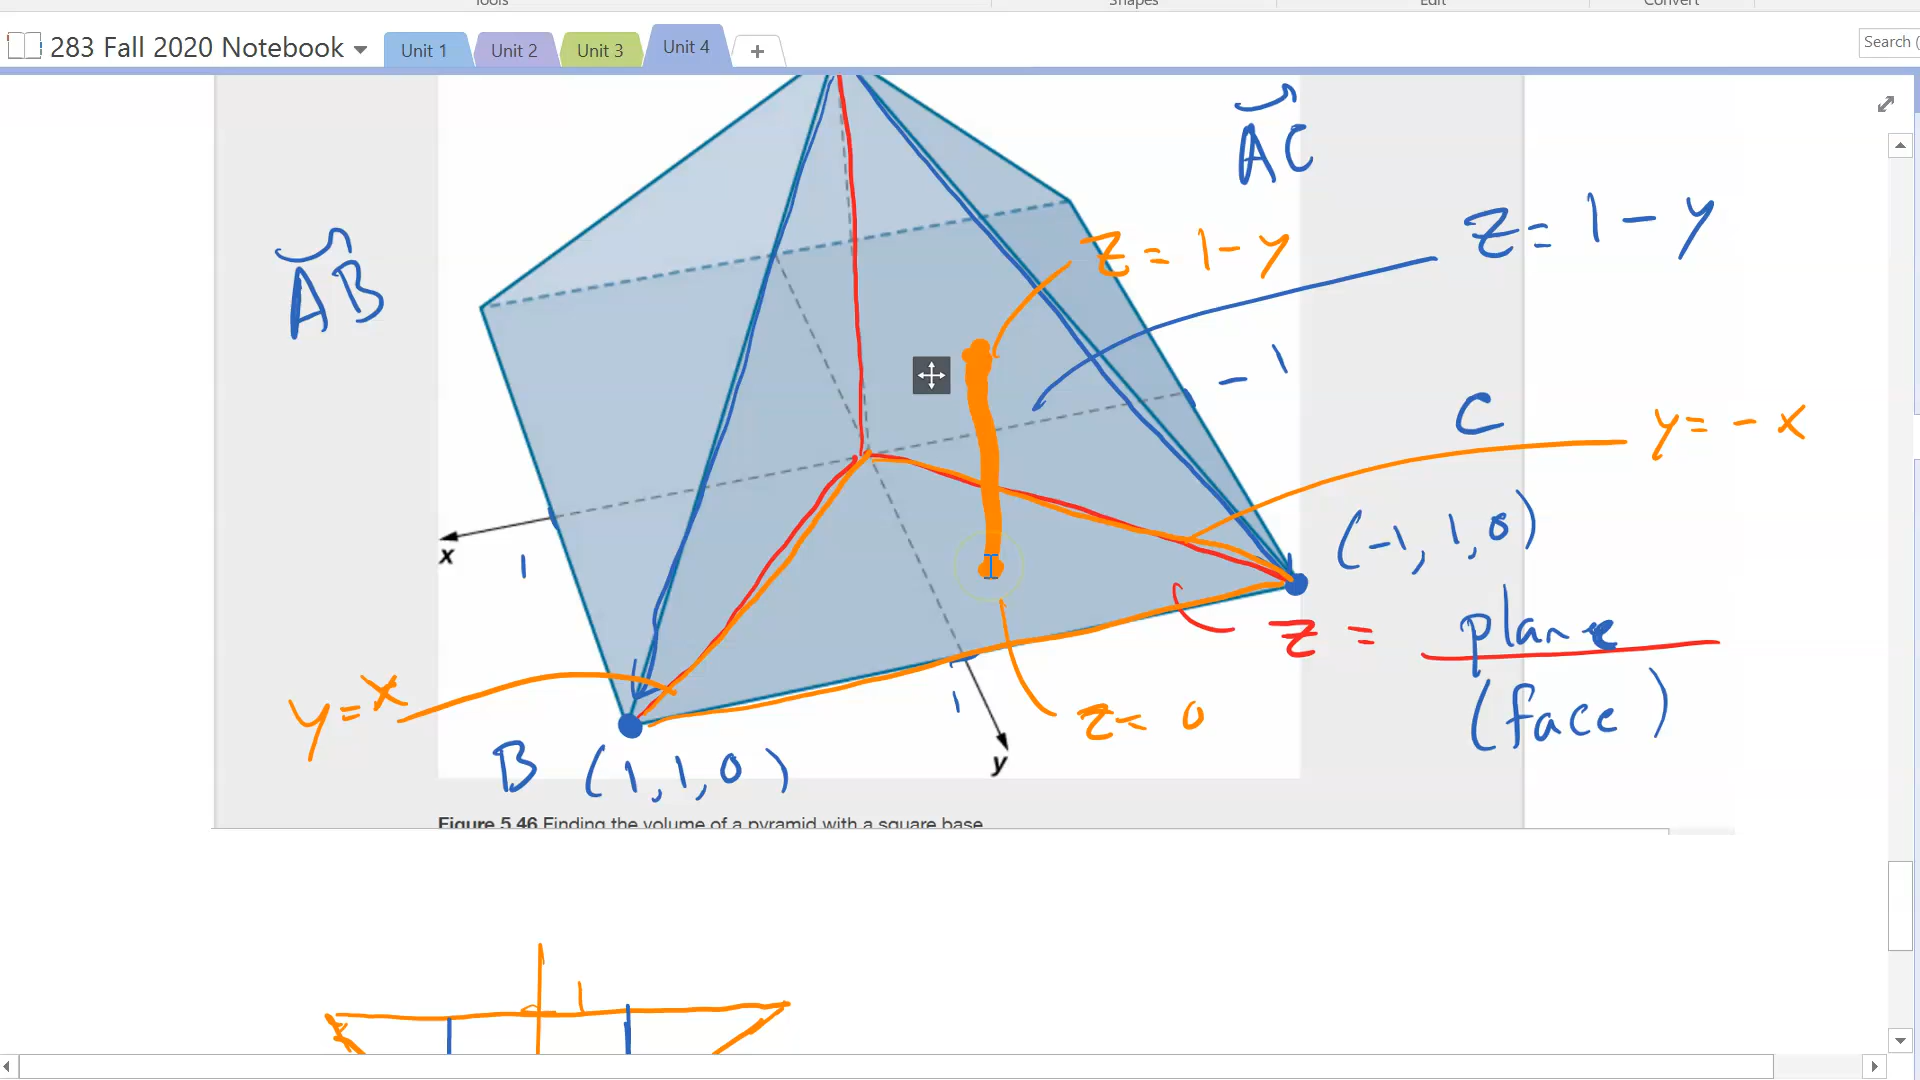 Tools Shapes Edit Convert
283 Fall 2020 Notebook Unit 1 Unit 2 Unit 3 Unit 4 + Search (
AC
z = 1 - y
AB
z = 1 - y
- 1
C
y = - x
x
1
(-1, 1, 0)
z = plane
(face)
y = x
1
z = 0
y
B (1, 1, 0)
Figure 5.46 Finding the volume of a pyramid with a square base
1